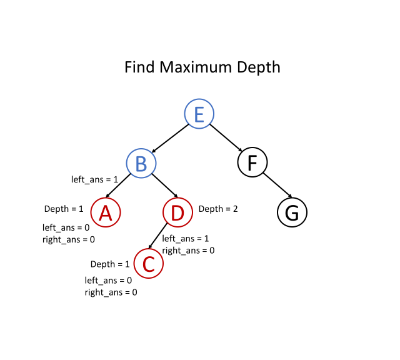 Find Maximum Depth
E
B
F
left_ans = 1
Depth = 1
A
D
Depth = 2
G
left_ans = 0
right_ans = 0
left_ans = 1
right_ans = 0
Depth = 1
C
left_ans = 0
right_ans = 0